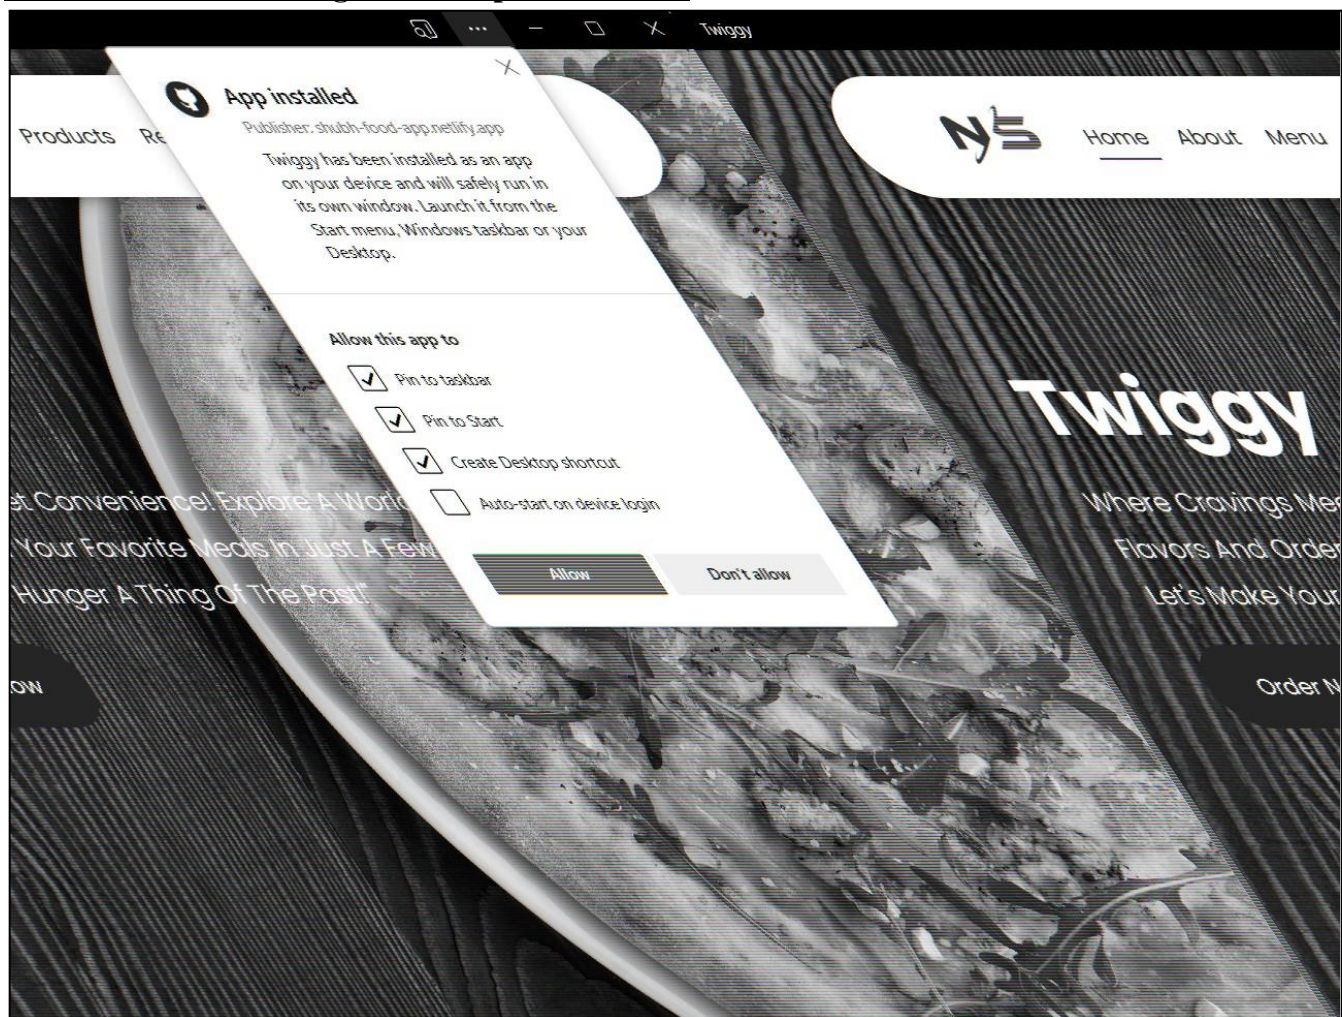 Twiggy
App installed
Publisher: shubh-food-app.netlify.app
Twiggy has been installed as an app
on your device and will safely run in
its own window. Launch it from the
Start menu, Windows taskbar or your
Desktop.
Allow this app to
Pin to taskbar
Pin to Start
Create Desktop shortcut
Auto-start on device login
Allow Don't allow
Products
NyS Home About Menu
Twiggy
Where Cravings
Flavors And
Let's Make Your
Convenience! Explore A
Your Favorite Meals In Just A Few
Hunger A Thing Of The Past!"
Order